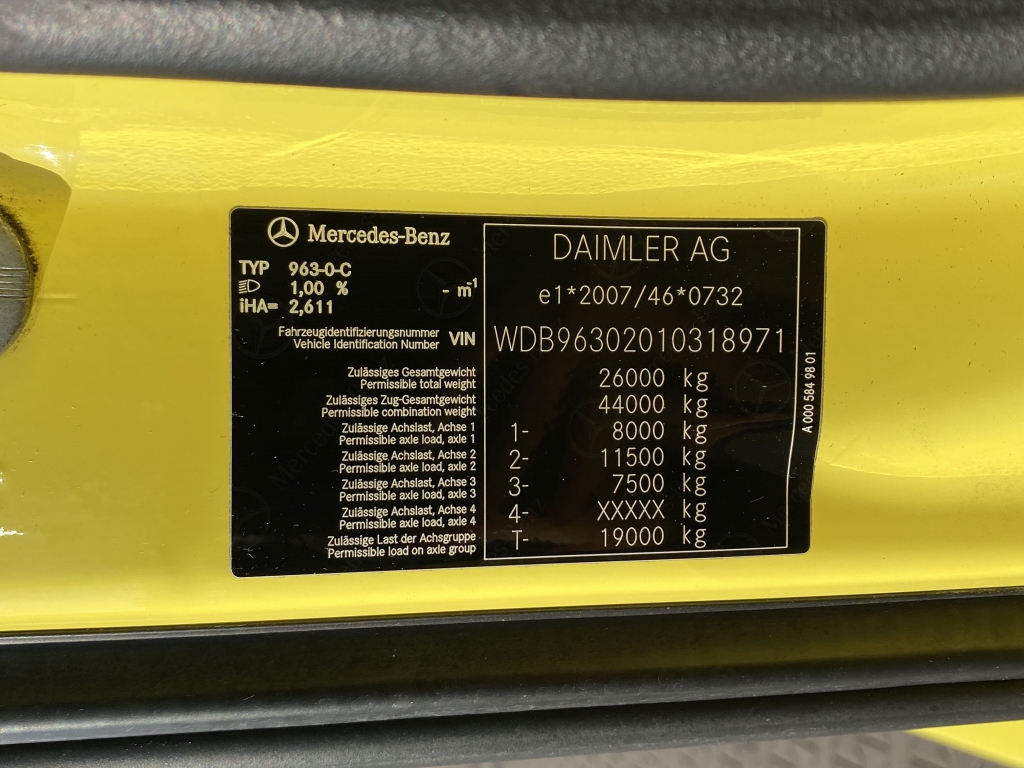 Mercedes-Benz
TYP 963-0-C
1,00 % - m⁻¹
iHA= 2,611
DAIMLER AG
e1*2007/46*0732
Fahrzeugidentifizierungsnummer
Vehicle Identification Number VIN WDB96302010318971
Zulässiges Gesamtgewicht
Permissible total weight 26000 kg
Zulässiges Zug-Gesamtgewicht
Permissible combination weight 44000 kg
Zulässige Achslast, Achse 1
Permissible axle load, axle 1 1- 8000 kg
Zulässige Achslast, Achse 2
Permissible axle load, axle 2 2- 11500 kg
Zulässige Achslast, Achse 3
Permissible axle load, axle 3 3- 7500 kg
Zulässige Achslast, Achse 4
Permissible axle load, axle 4 4- XXXXX kg
Zulässige Last der Achsgruppe
Permissible load on axle group T- 19000 kg
A 000 584 98 01